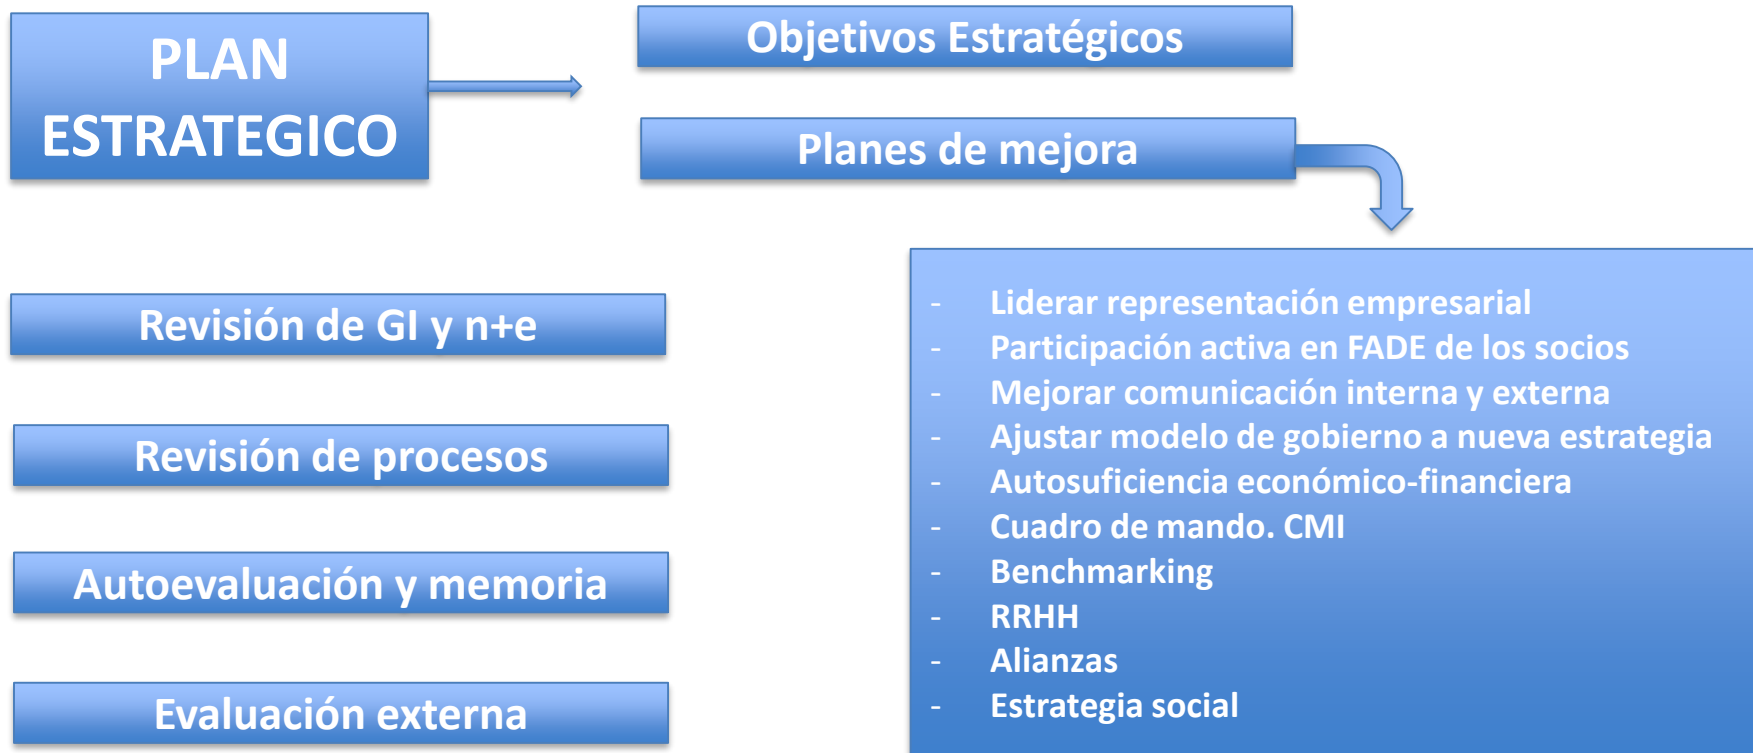 PLAN
ESTRATEGICO
Objetivos Estratégicos
Planes de mejora
Revisión de GI y n+e
Revisión de procesos
Autoevaluación y memoria
Evaluación externa
- Liderar representación empresarial
- Participación activa en FADE de los socios
- Mejorar comunicación interna y externa
- Ajustar modelo de gobierno a nueva estrategia
- Autosuficiencia económico-financiera
- Cuadro de mando. CMI
- Benchmarking
- RRHH
- Alianzas
- Estrategia social